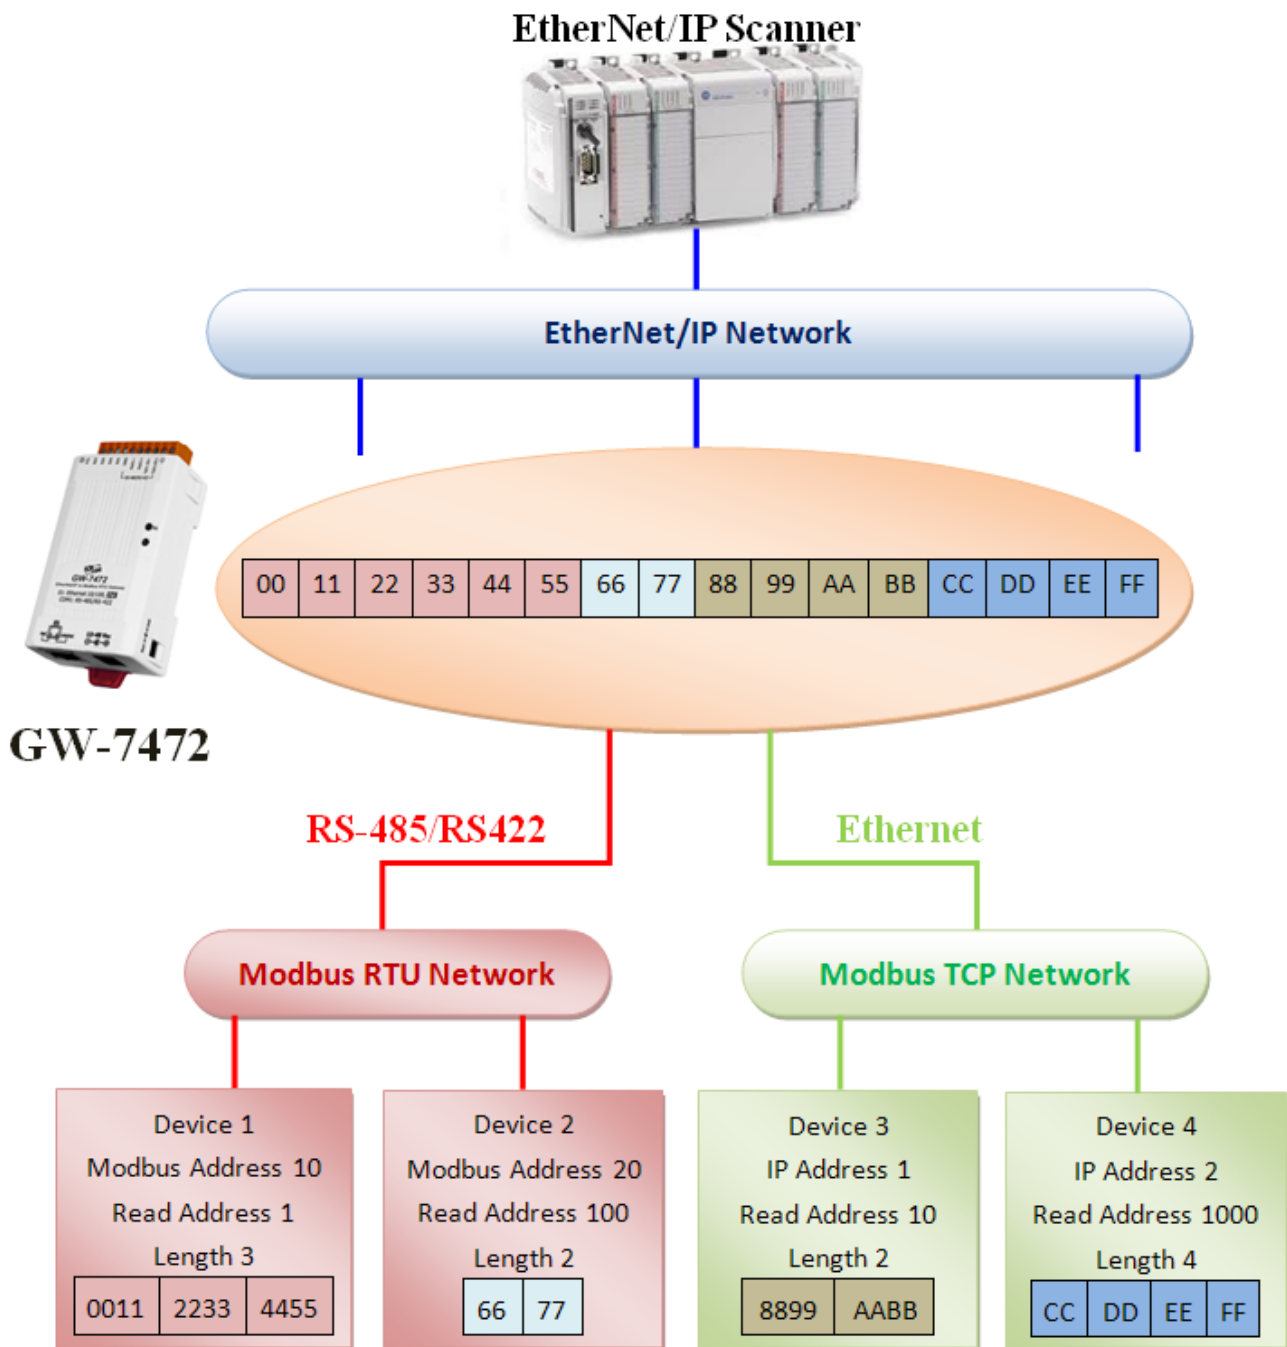 EtherNet/IP Scanner
EtherNet/IP Network
00 11 22 33 44 55 66 77 88 99 AA BB CC DD EE FF
GW-7472
GW-7472
RS-485/RS422
Ethernet
Modbus RTU Network
Modbus TCP Network
Device 1
Modbus Address 10
Read Address 1
Length 3
0011 2233 4455
Device 2
Modbus Address 20
Read Address 100
Length 2
66 77
Device 3
IP Address 1
Read Address 10
Length 2
8899 AABB
Device 4
IP Address 2
Read Address 1000
Length 4
CC DD EE FF